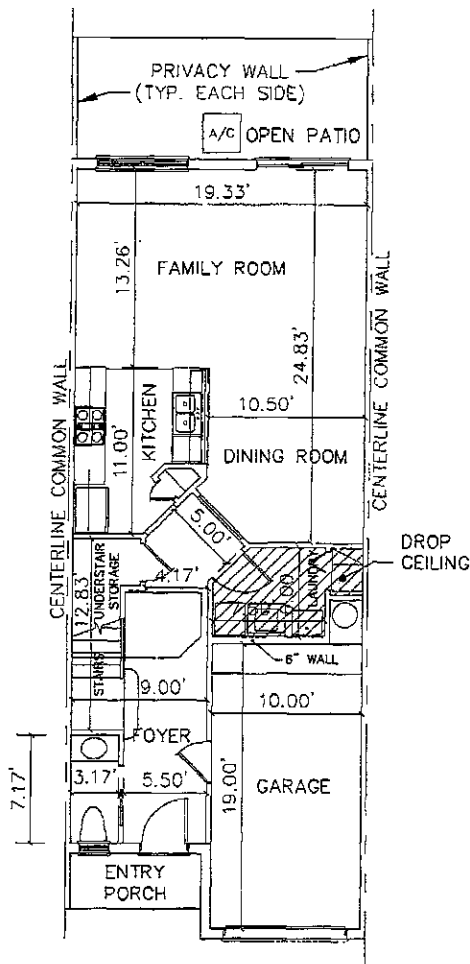 PRIVACY WALL
(TYP. EACH SIDE)
A/C
OPEN PATIO
19.33'
13.26'
FAMILY ROOM
24.83'
CENTERLINE COMMON WALL
CENTERLINE COMMON WALL
KITCHEN
11.00'
10.50'
DINING ROOM
5.00'
DROP
CEILING
UNDERSTAIR
STORAGE
12.83
4.17'
LAUNDRY
6" WALL
STAIRS
9.00'
10.00'
FOYER
7.17'
3.17'
5.50'
19.00'
GARAGE
ENTRY
PORCH